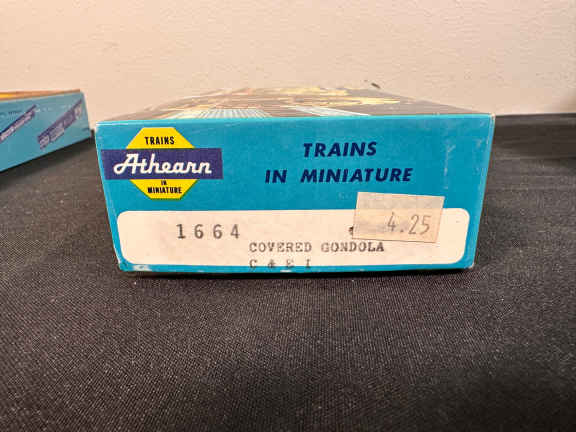 TRAINS
Athearn
IN
MINIATURE
TRAINS
IN MINIATURE
1664
4.25
COVERED GONDOLA
C & E I